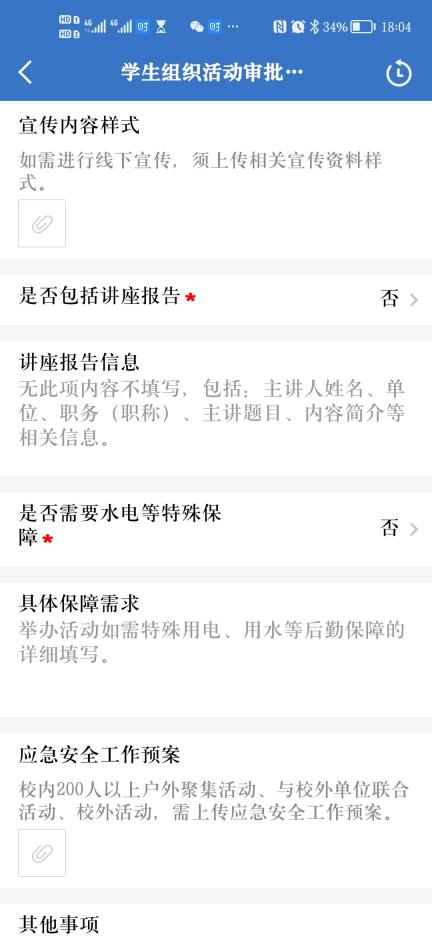 HD 1 4G 4G
HD 2
34% 18:04
学生组织活动审批…
宣传内容样式
如需进行线下宣传，须上传相关宣传资料样
式。
是否包括讲座报告* 否
讲座报告信息
无此项内容不填写，包括：主讲人姓名、单
位、职务（职称）、主讲题目、内容简介等
相关信息。
是否需要水电等特殊保
障* 否
具体保障需求
举办活动如需特殊用电、用水等后勤保障的
详细填写。
应急安全工作预案
校内200人以上户外聚集活动、与校外单位联合
活动、校外活动，需上传应急安全工作预案。
其他事项